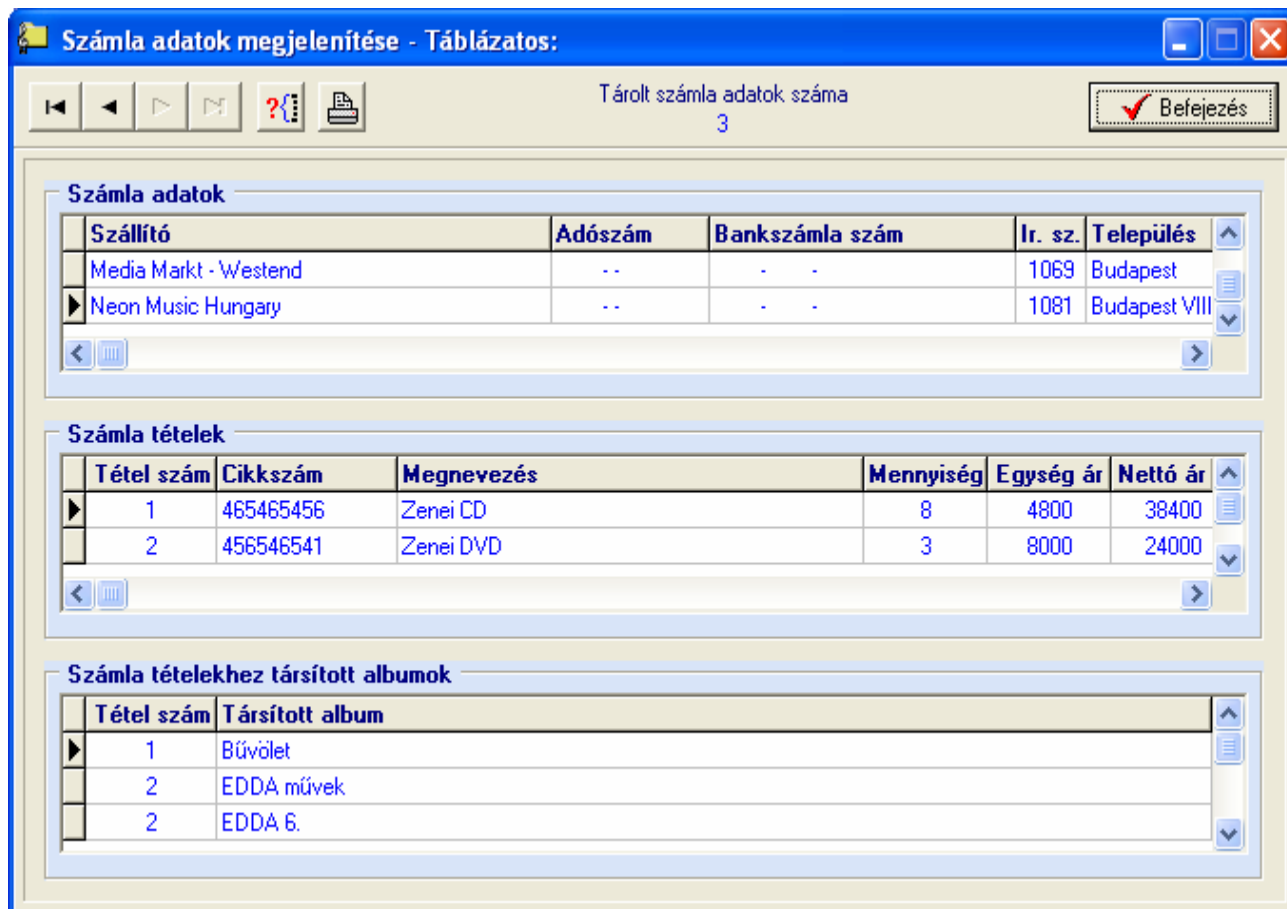 Számla adatok megjelenítése - Táblázatos:
Tárolt számla adatok száma
3
Befejezés
Számla adatok
Szállító Adószám Bankszámla szám Ir. sz. Település
Media Markt - Westend - - - - 1069 Budapest
Neon Music Hungary - - - - 1081 Budapest VIII
Számla tételek
Tétel szám Cikkszám Megnevezés Mennyiség Egység ár Nettó ár
1 465465456 Zenei CD 8 4800 38400
2 456546541 Zenei DVD 3 8000 24000
Számla tételekhez társított albumok
Tétel szám Társított album
1 Bűvölet
2 EDDA művek
2 EDDA 6.